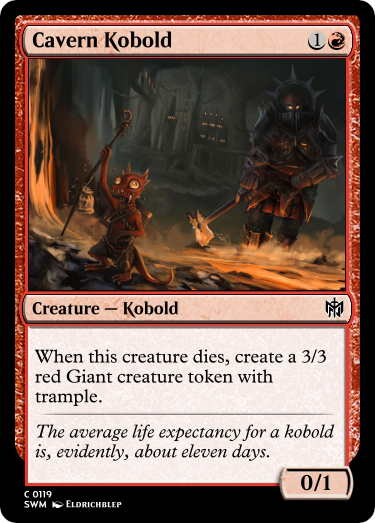 Cavern Kobold 1
Creature — Kobold
When this creature dies, create a 3/3
red Giant creature token with
trample.
The average life expectancy for a kobold
is, evidently, about eleven days.
0/1
C 0119
SWM Eldrichblep